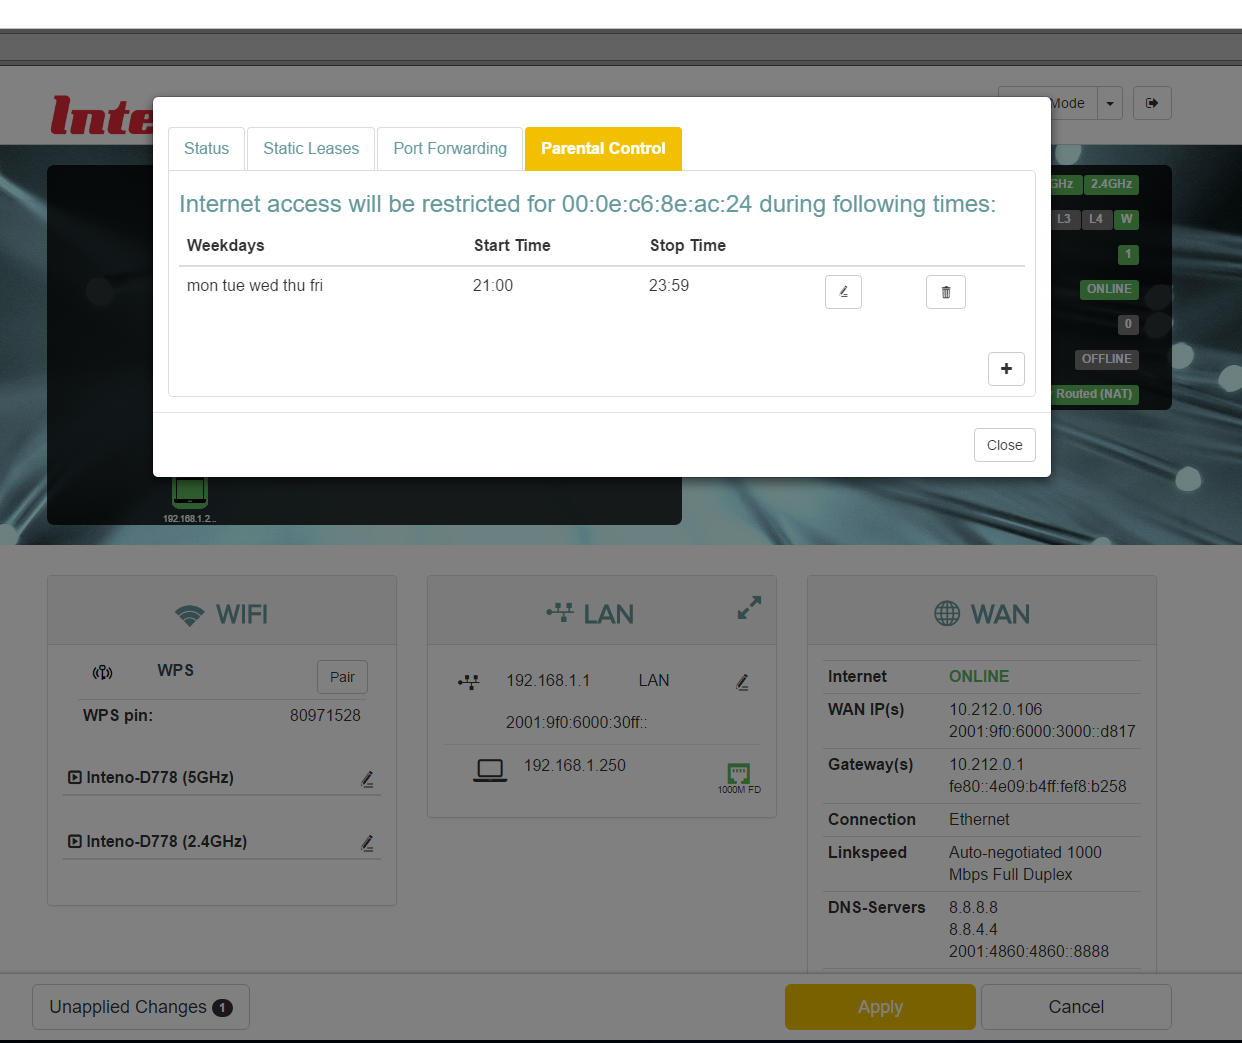 Inte
Mode
Status
Static Leases
Port Forwarding
Parental Control
Internet access will be restricted for 00:0e:c6:8e:ac:24 during following times:
Weekdays Start Time Stop Time
mon tue wed thu fri 21:00 23:59
+
Close
GHz 2.4GHz
L3 L4 W
1
ONLINE
0
OFFLINE
Routed (NAT)
192.168.1.2...
WIFI
WPS Pair
WPS pin: 80971528
Inteno-D778 (5GHz)
Inteno-D778 (2.4GHz)
LAN
192.168.1.1 LAN
2001:9f0:6000:30ff::
192.168.1.250
1000M FD
WAN
Internet ONLINE
WAN IP(s) 10.212.0.106
2001:9f0:6000:3000::d817
Gateway(s) 10.212.0.1
fe80::4e09:b4ff:fef8:b258
Connection Ethernet
Linkspeed Auto-negotiated 1000
Mbps Full Duplex
DNS-Servers 8.8.8.8
8.8.4.4
2001:4860:4860::8888
Unapplied Changes 1
Apply
Cancel